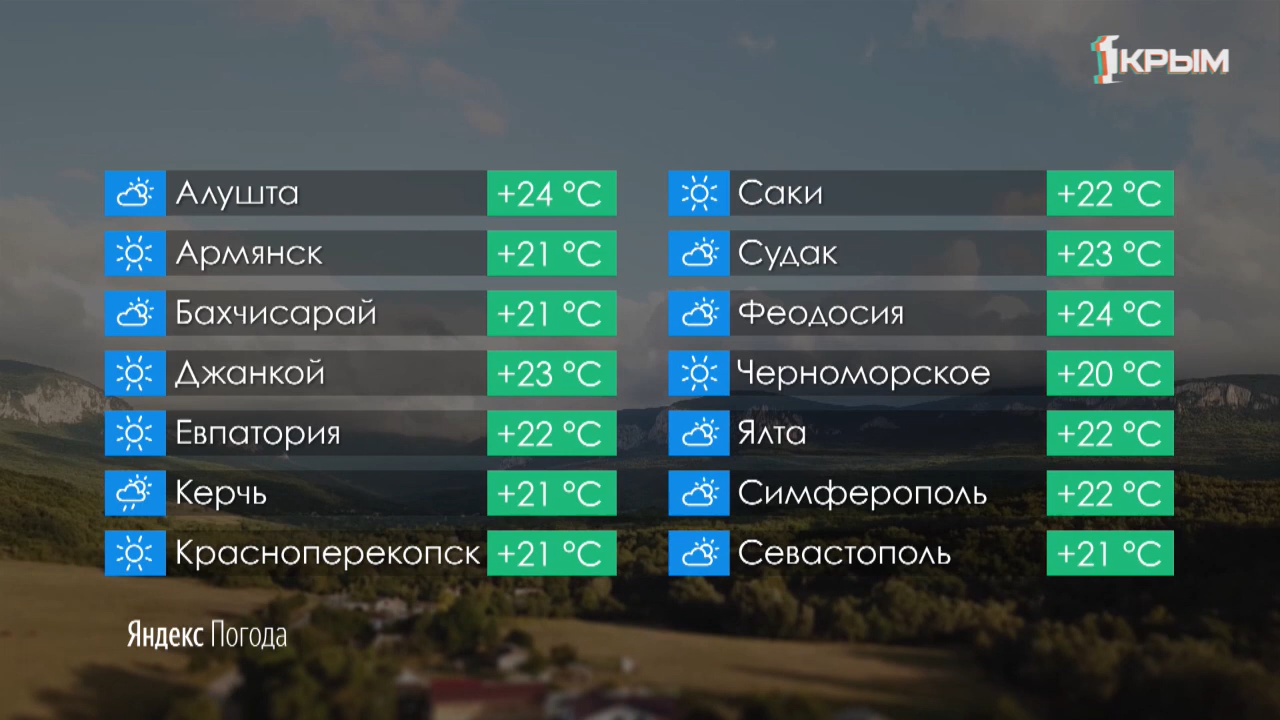 1КРЫМ
Алушта +24 °C
Армянск +21 °C
Бахчисарай +21 °C
Джанкой +23 °C
Евпатория +22 °C
Керчь +21 °C
Красноперекопск +21 °C
Саки +22 °C
Судак +23 °C
Феодосия +24 °C
Черноморское +20 °C
Ялта +22 °C
Симферополь +22 °C
Севастополь +21 °C
Яндекс Погода